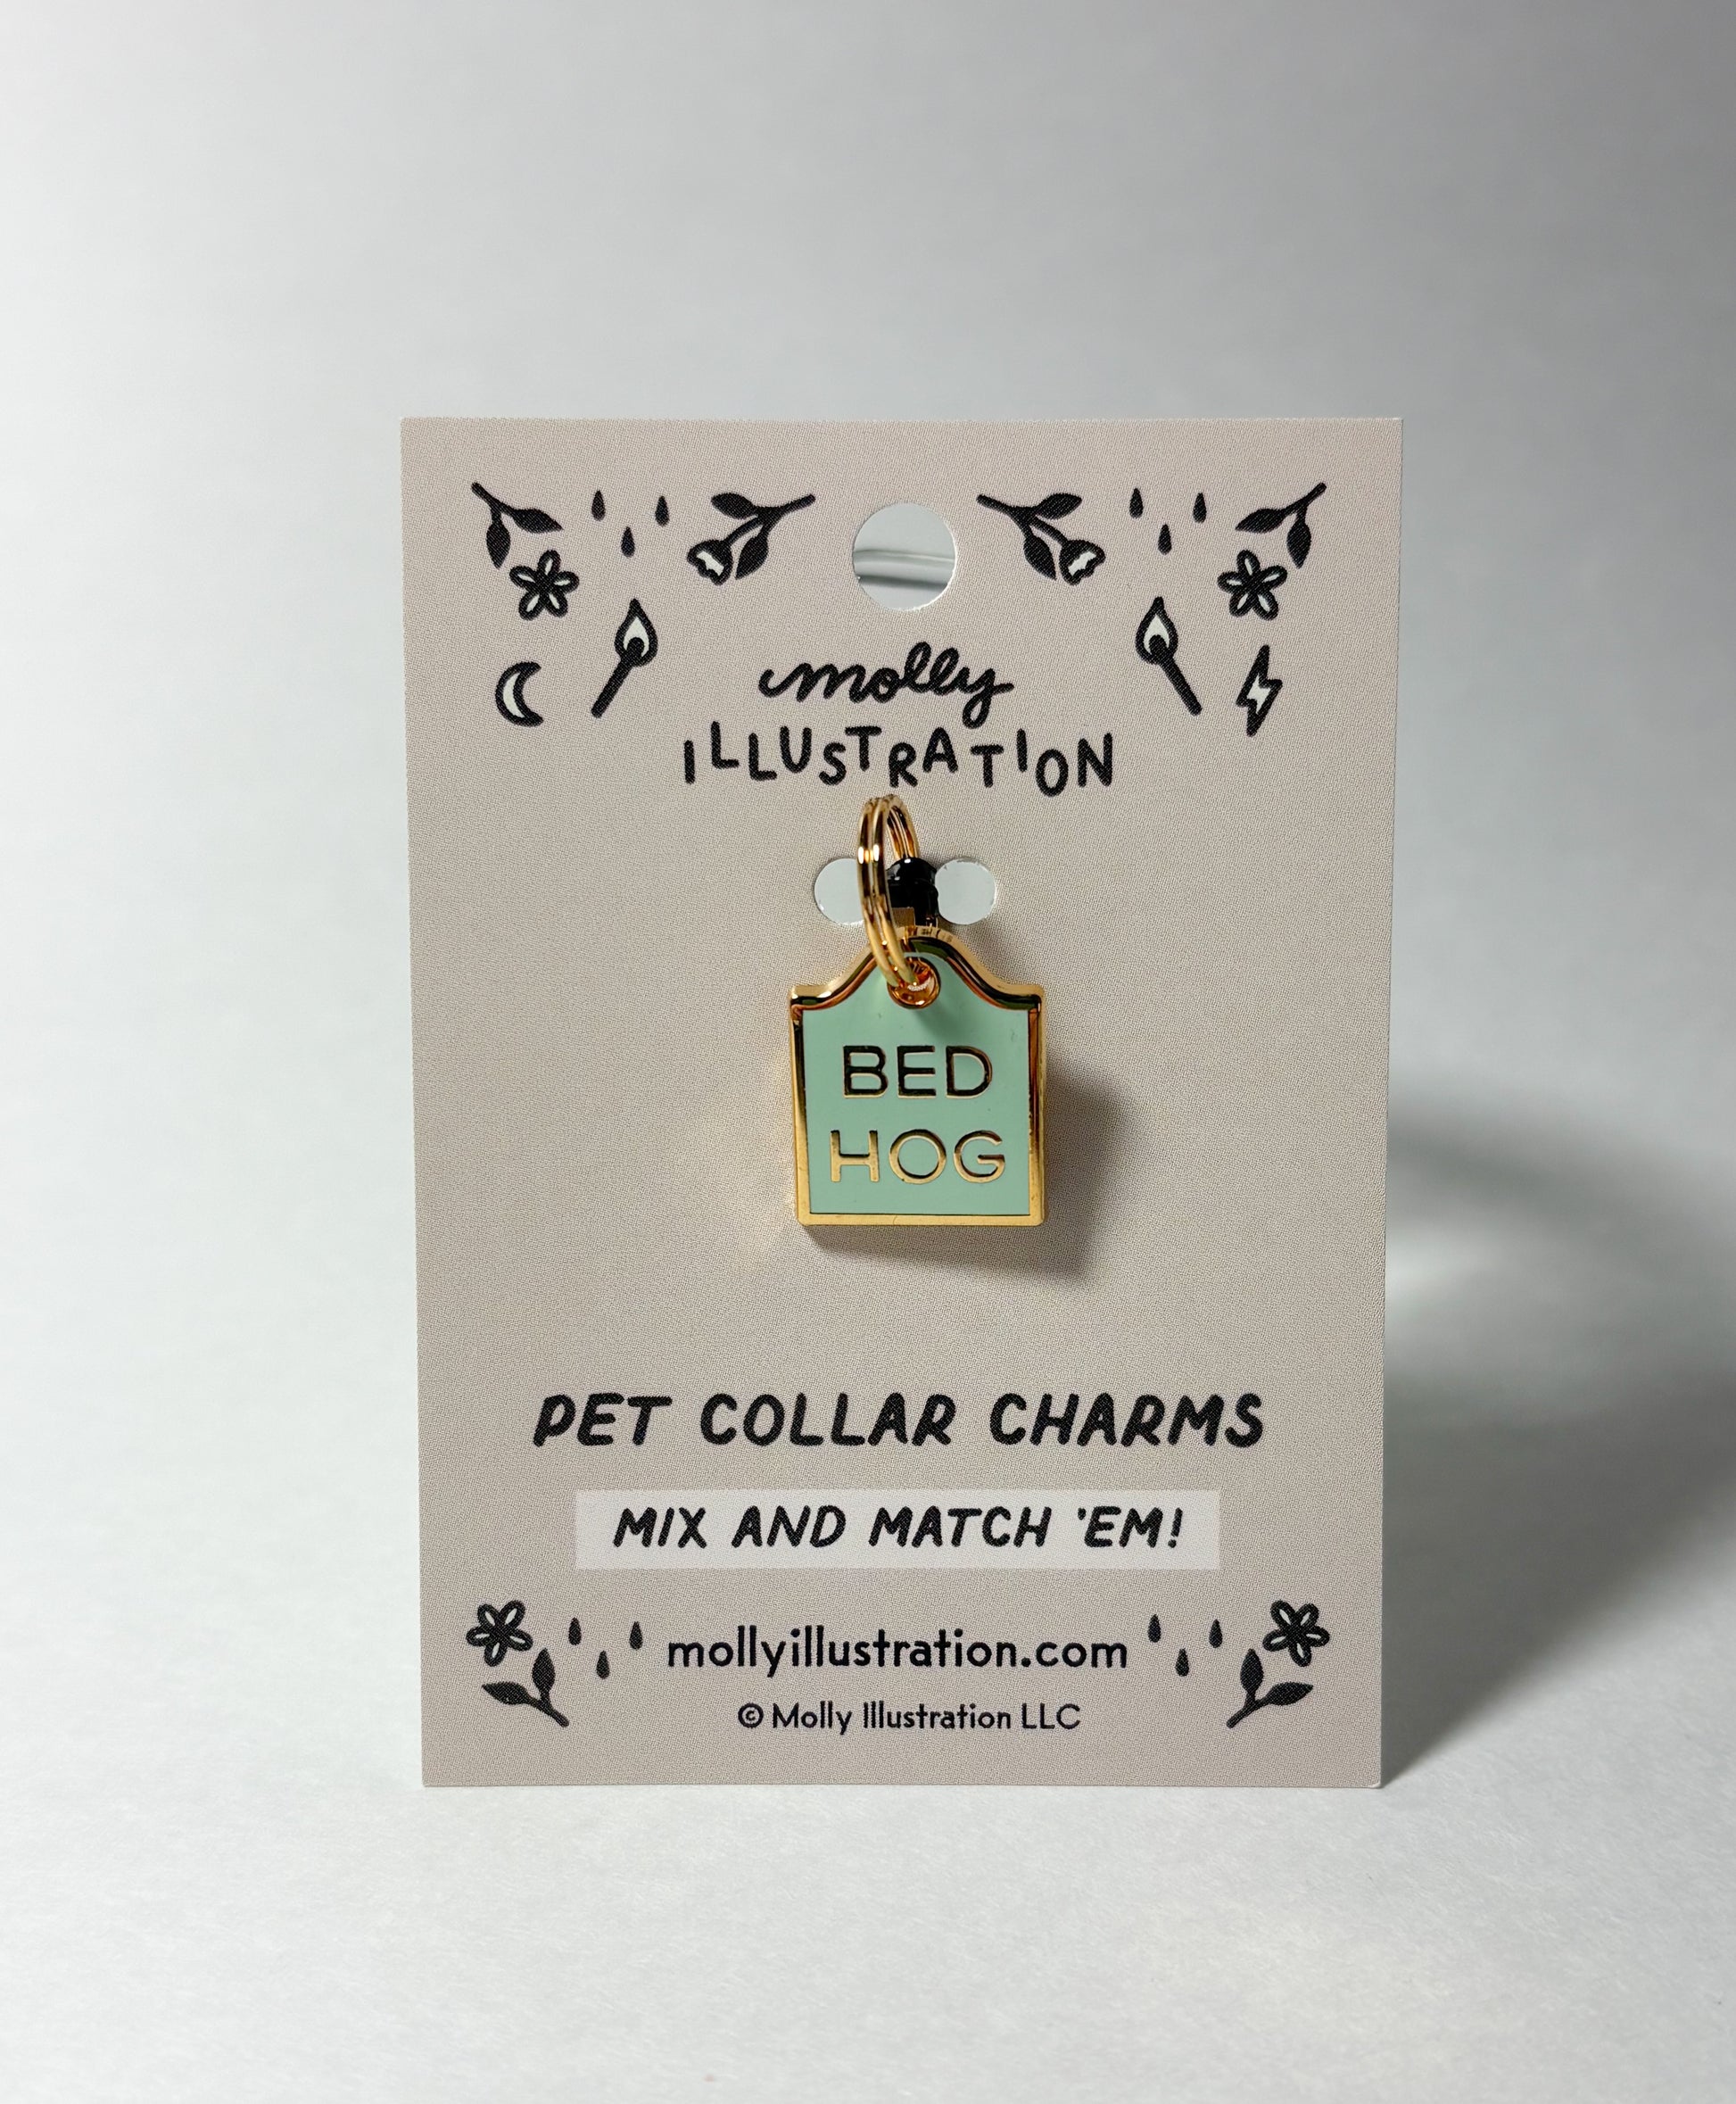 molly
ILLUSTRATION
BED
HOG
PET COLLAR CHARMS
MIX AND MATCH 'EM!
mollyillustration.com
© Molly Illustration LLC